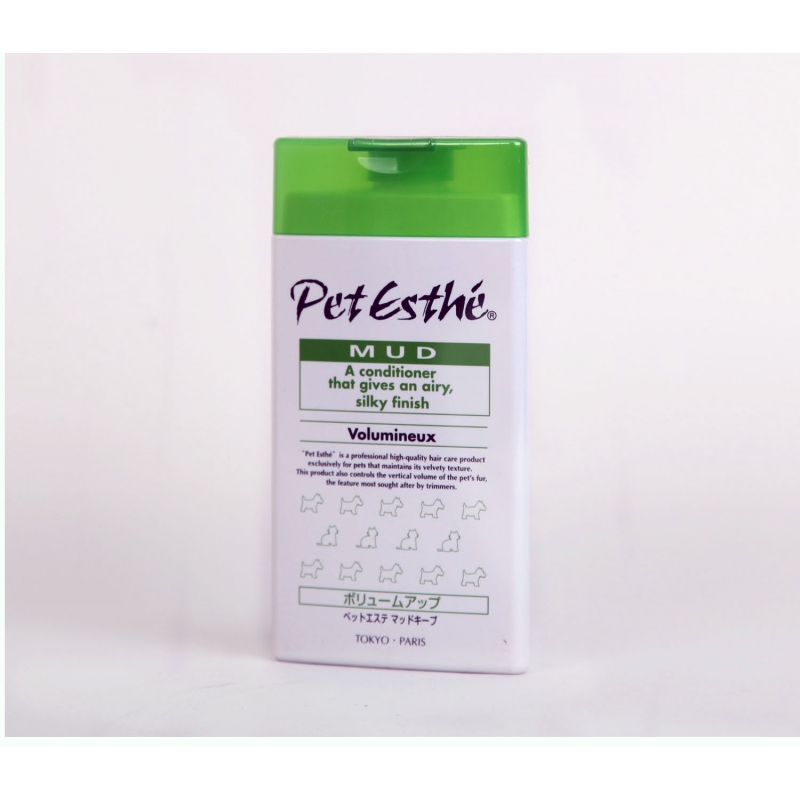 Pet Esthé®
MUD
A conditioner
that gives an airy,
silky finish
Volumineux
"Pet Esthé" is a professional high-quality hair care product
exclusively for pets that maintains its velvety texture.
This product also controls the vertical volume of the pet's fur,
the feature most sought after by trimmers.
ボリュームアップ
ペットエステ マッドキープ
TOKYO - PARIS